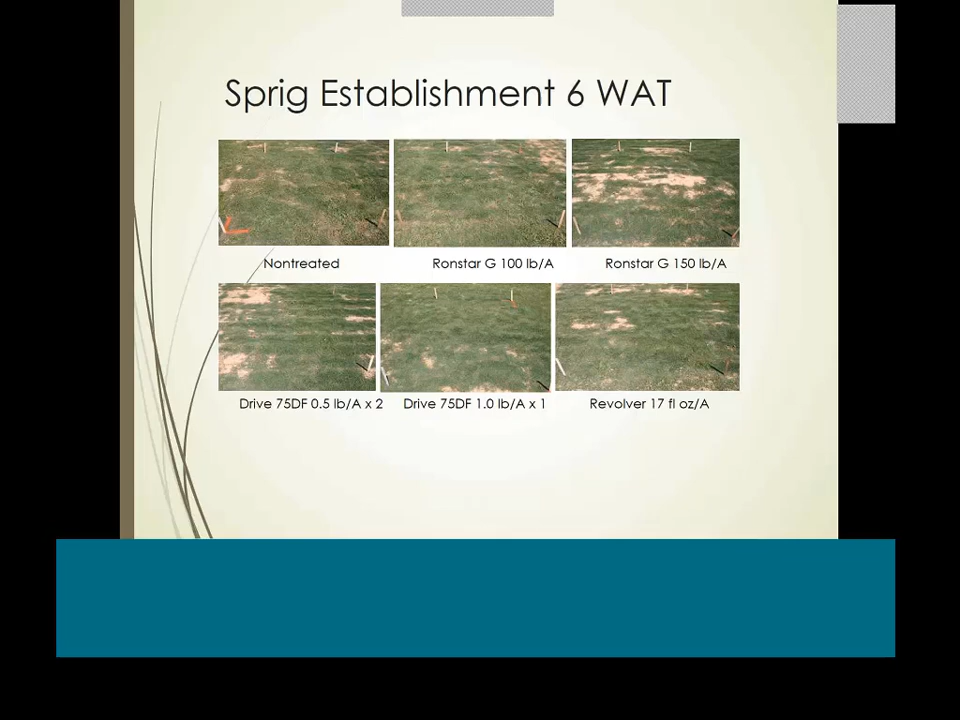 Sprig Establishment 6 WAT
Nontreated
Ronstar G 100 lb/A
Ronstar G 150 lb/A
Drive 75DF 0.5 lb/A x 2
Drive 75DF 1.0 lb/A x 1
Revolver 17 fl oz/A